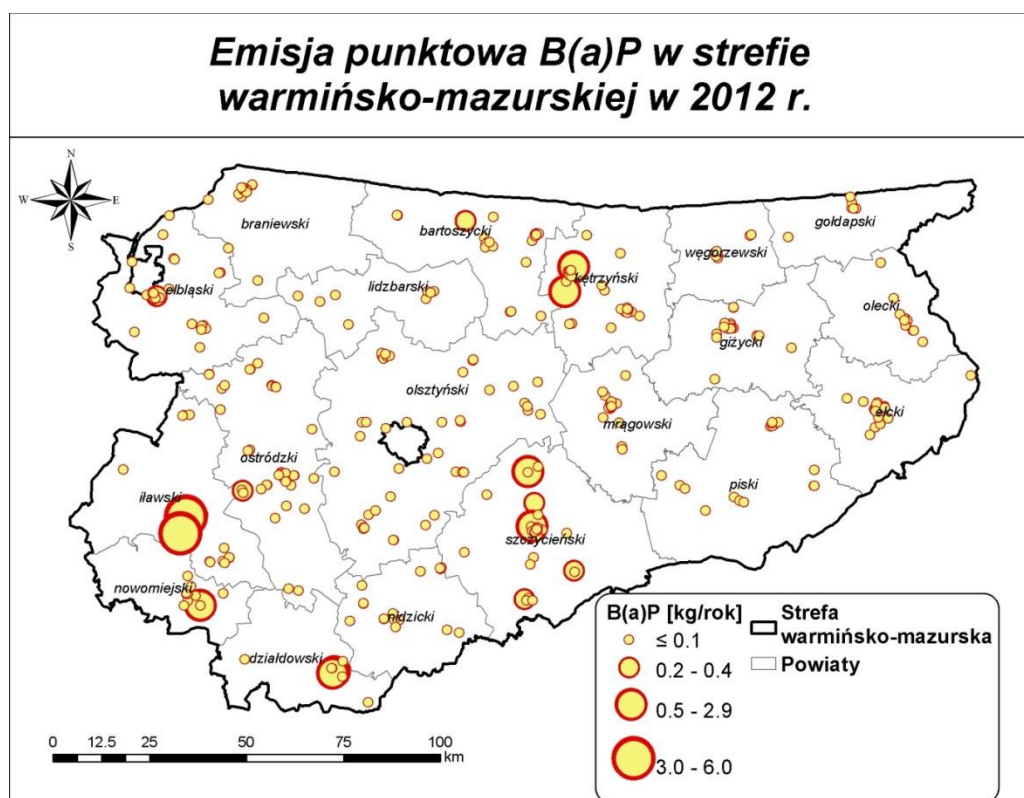 Emisja punktowa B(a)P w strefie
warmińsko-mazurskiej w 2012 r.
N
W
E
S
braniewski
bartoszycki
gołdapski
węgorzewski
kętrzyński
elbląski
lidzbarski
olecki
giżycki
olsztyński
mrągowski
ełcki
ostródzki
piski
iławski
szczycieński
nowomiejski
nidzicki
działdowski
B(a)P [kg/rok]
≤ 0.1
0.2 - 0.4
0.5 - 2.9
3.0 - 6.0
Strefa
warmińsko-mazurska
Powiaty
0 12.5 25 50 75 100
km